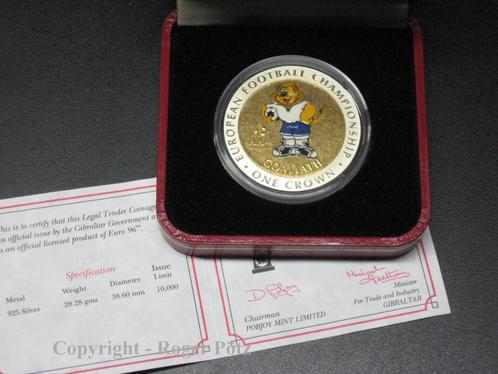 EUROPEAN FOOTBALL CHAMPIONSHIP
GOALIATH
· ONE CROWN ·
This is to certify that this Legal Tender Coinage
an official issue by the Gibraltar Government a
an official licensed product of Euro 96™.
Specification
Metal Weight Diameter Issue Limit
925 Silver 28.28 gms 38.60 mm 10,000
Chairman
POBJOY MINT LIMITED
Minister
For Trade and Industry
GIBRALTAR
Copyright - Roger Pölz